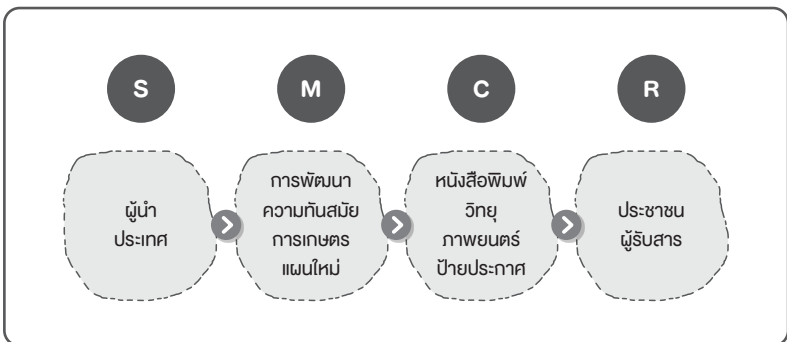 S
M
C
R
ผู้นำ
ประเทศ
การพัฒนา
ความทันสมัย
การเกษตร
แผนใหม่
หนังสือพิมพ์
วิทยุ
ภาพยนตร์
ป้ายประกาศ
ประชาชน
ผู้รับสาร